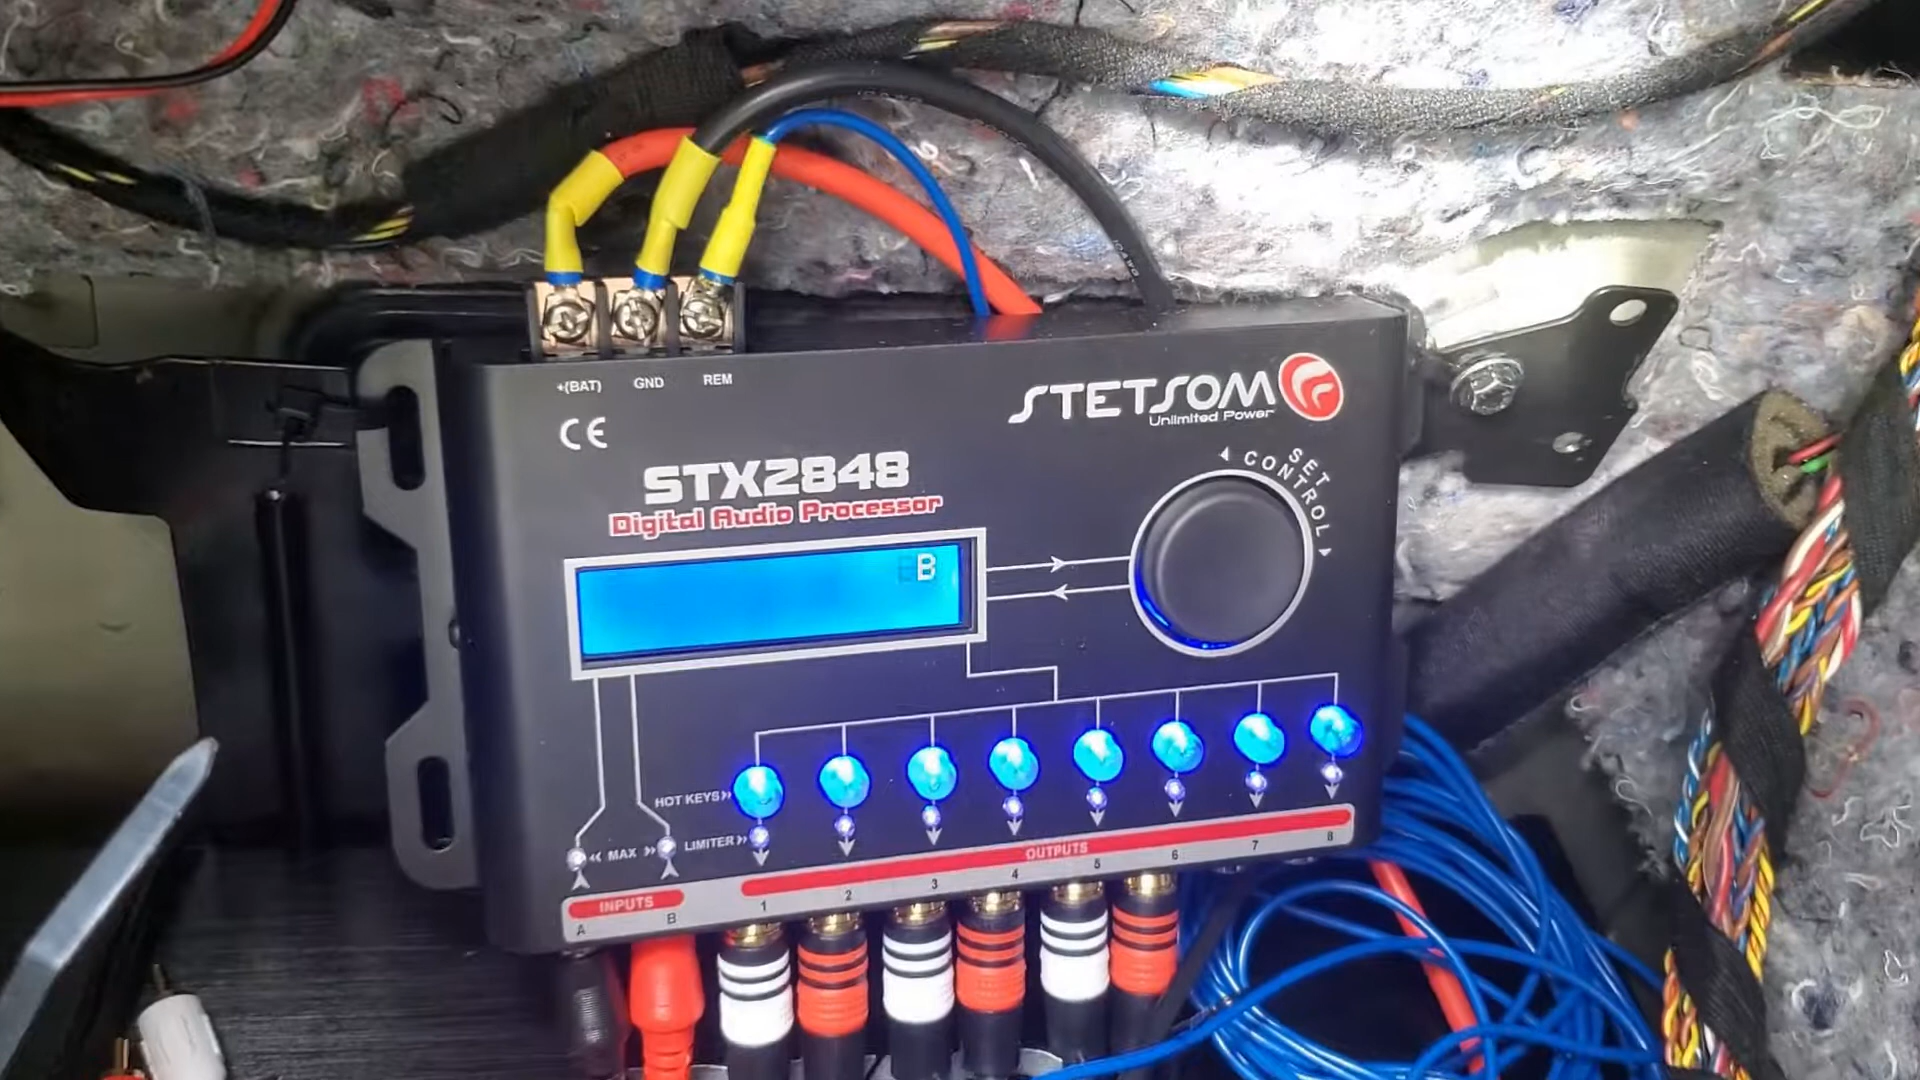 +(BAT) GND REM
CE
STETSOM
Unlimited Power
STX2848
Digital Audio Processor
SET
CONTROL
B
HOT KEYS
MAX
LIMITER
OUTPUTS
1 2 3 4 5 6 7 8
INPUTS
A B